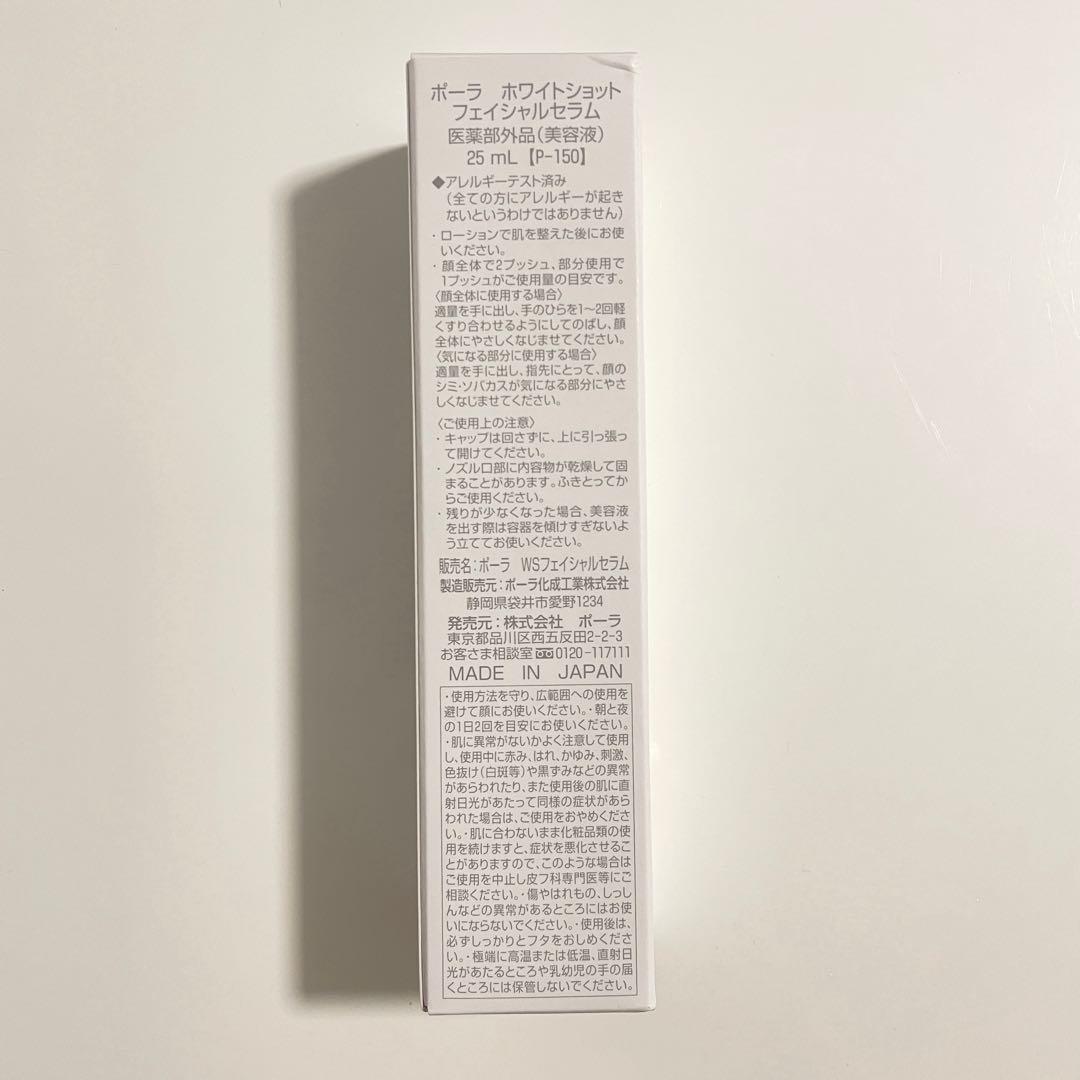 ポーラ　ホワイトショット
フェイシャルセラム
医薬部外品(美容液)
25 mL【P-150】
◆アレルギーテスト済み
(全ての方にアレルギーが起き
ないというわけではありません)
・ローションで肌を整えた後にお使
いください。
・顔全体で2プッシュ、部分使用で
1プッシュがご使用量の目安です。
〈顔全体に使用する場合〉
適量を手に出し、手のひらを1〜2回軽
くすり合わせるようにしてのばし、顔
全体にやさしくなじませてください。
〈気になる部分に使用する場合〉
適量を手に出し、指先にとって、顔の
シミ・ソバカスが気になる部分にやさ
しくなじませてください。
〈ご使用上の注意〉
・キャップは回さずに、上に引っ張っ
て開けてください。
・ノズル口部に内容物が乾燥して固
まることがあります。ふきとってか
らご使用ください。
・残りが少なくなった場合、美容液
を出す際は容器を傾けすぎないよ
う立ててお使いください。
販売名:ポーラ　WSフェイシャルセラム
製造販売元:ポーラ化成工業株式会社
静岡県袋井市愛野1234
発売元:株式会社　ポーラ
東京都品川区西五反田2-2-3
お客さま相談室 0120-117111
MADE IN JAPAN
・使用方法を守り、広範囲への使用を
避けて顔にお使いください。・朝と夜
の1日2回を目安にお使いください。
・肌に異常がないかよく注意して使用
し、使用中に赤み、はれ、かゆみ、刺激、
色抜け(白斑等)や黒ずみなどの異常
があらわれたり、また使用後の肌に直
射日光があたって同様の症状があら
われた場合は、ご使用をおやめくださ
い。・肌に合わないまま化粧品類の使
用を続けますと、症状を悪化させるこ
とがありますので、このような場合は
ご使用を中止し皮フ科専門医等にご
相談ください。・傷やはれもの、しっし
んなどの異常があるところにはお使
いにならないでください。・使用後は、
必ずしっかりとフタをおしめくださ
い。・極端に高温または低温、直射日
光があたるところや乳幼児の手の届
くところには保管しないでください。